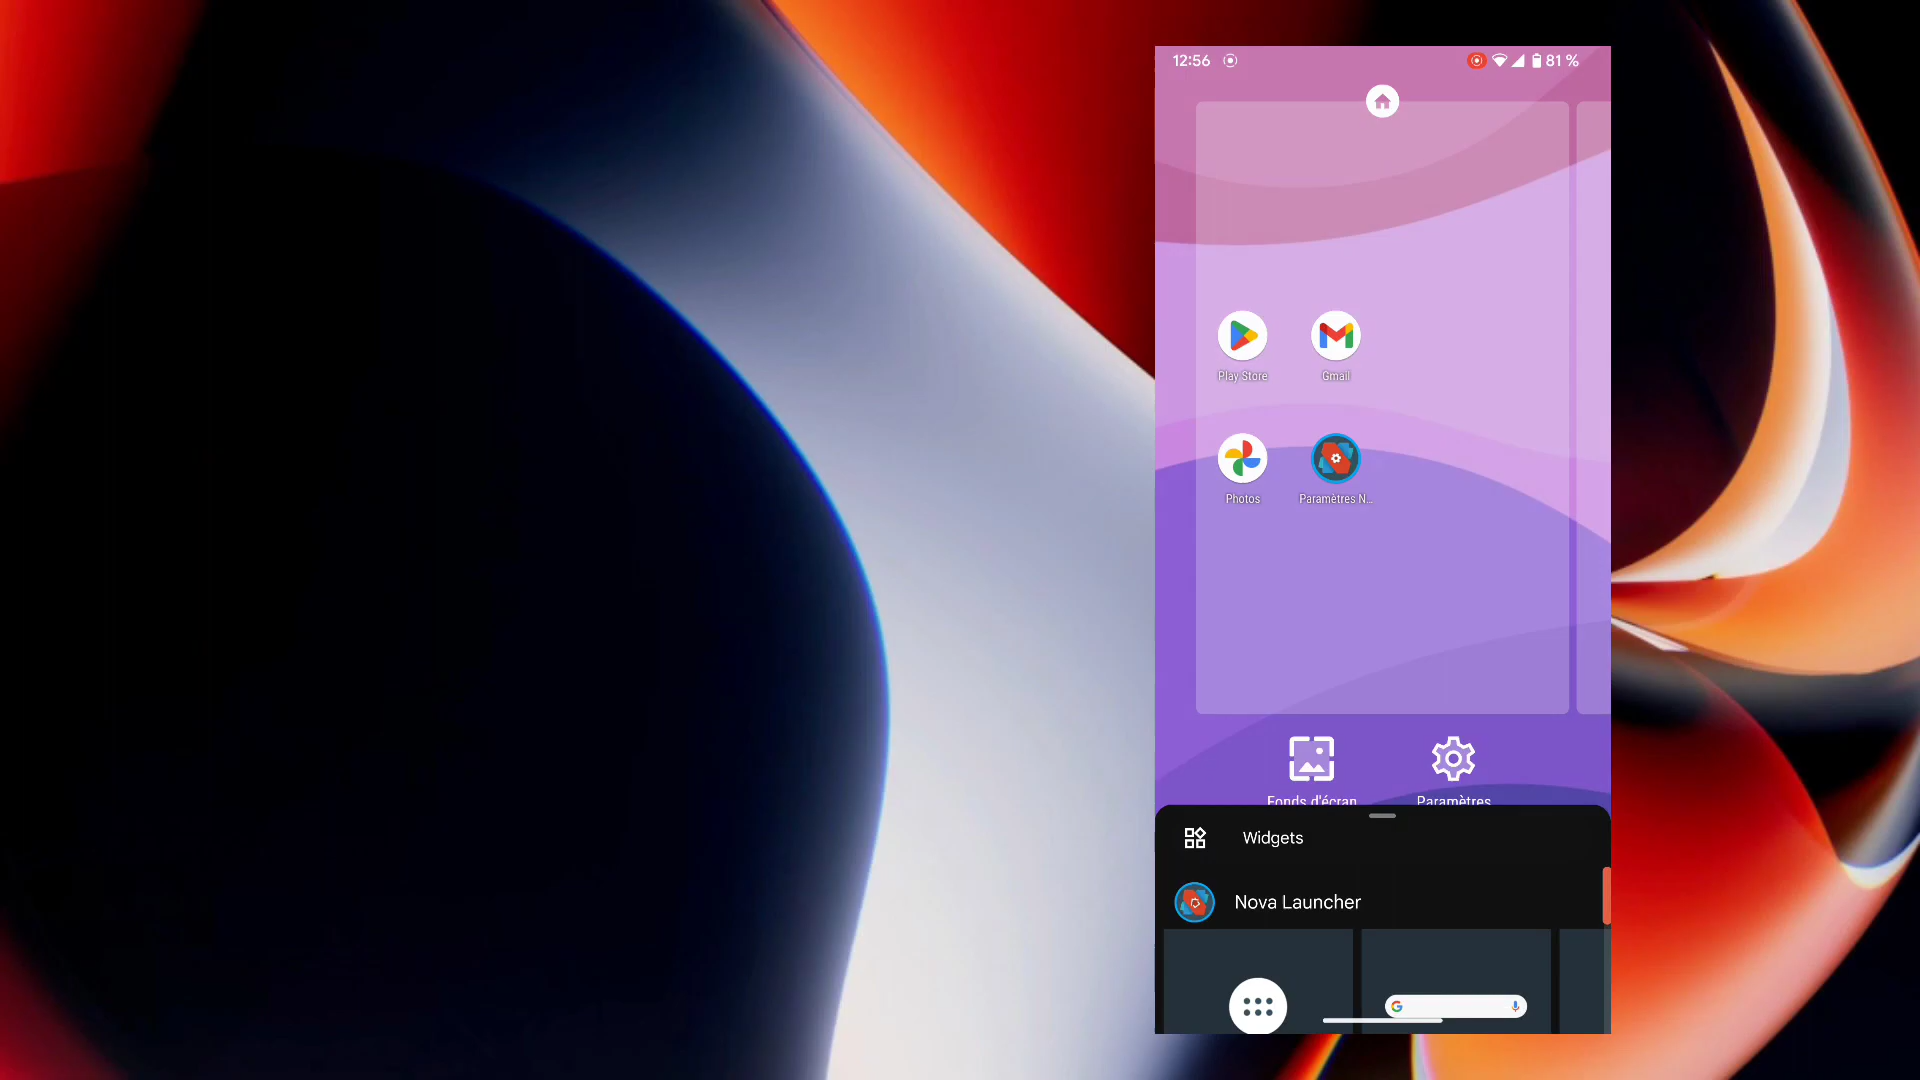 12:56 81 %
Play Store Gmail
Photos Paramètres N...
Fonds d'écran Paramètres
Widgets
Nova Launcher